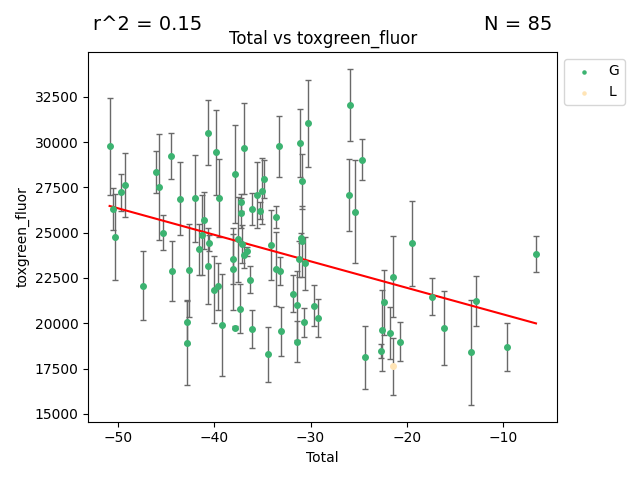 r^2 = 0.15
N = 85
Total vs toxgreen_fluor
G
L
toxgreen_fluor
32500
30000
27500
25000
22500
20000
17500
15000
−50
−40
−30
−20
−10
Total